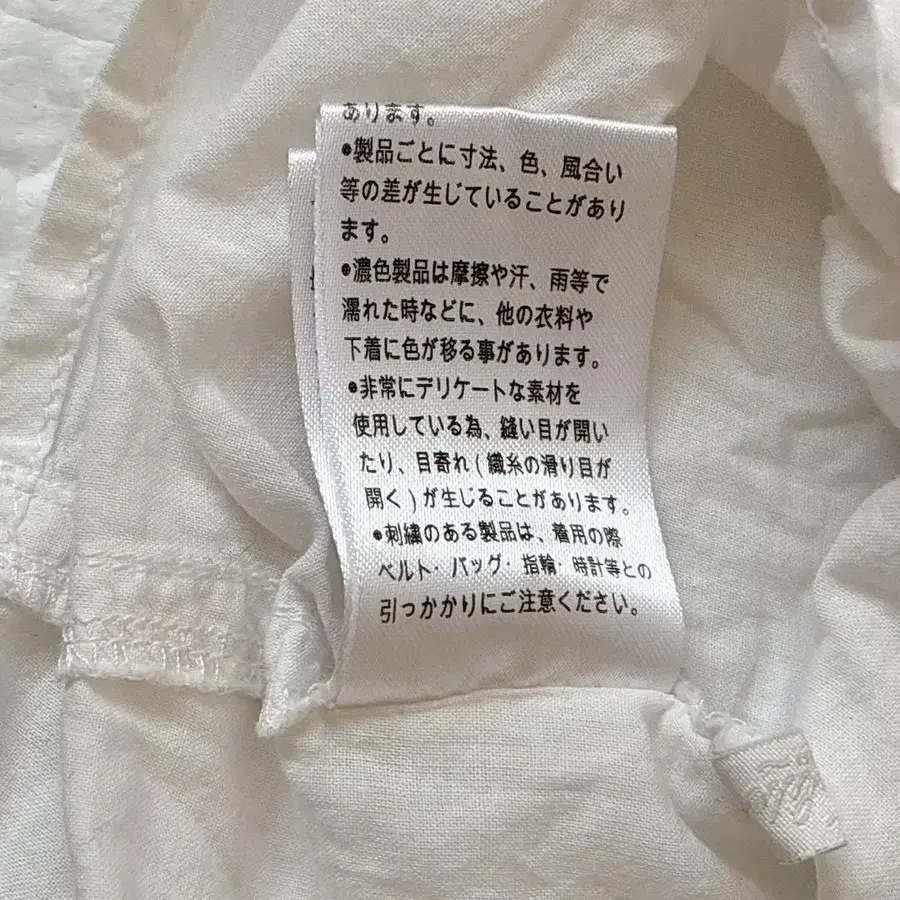 あります。
●製品ごとに寸法、色、風合い
等の差が生じていることがあり
ます。
●濃色製品は摩擦や汗、雨等で
濡れた時などに、他の衣料や
下着に色が移る事があります。
●非常にデリケートな素材を
使用している為、縫い目が開い
たり、目寄れ(織糸の滑り目が
開く)が生じることがあります。
●刺繍のある製品は、着用の際
ベルト・バッグ・指輪・時計等との
引っかかりにご注意ください。